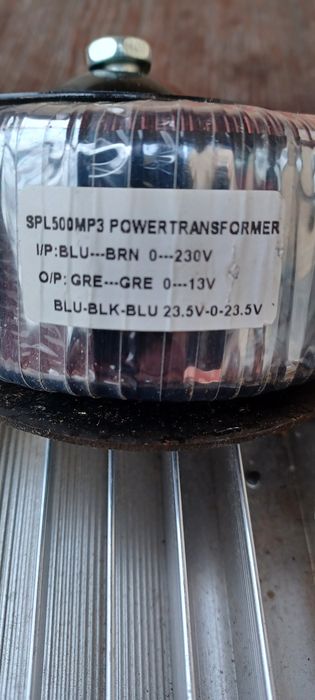 SPL500MP3 POWERTRANSFORMER
I/P:BLU---BRN 0---230V
O/P: GRE---GRE 0---13V
BLU-BLK-BLU 23.5V-0-23.5V